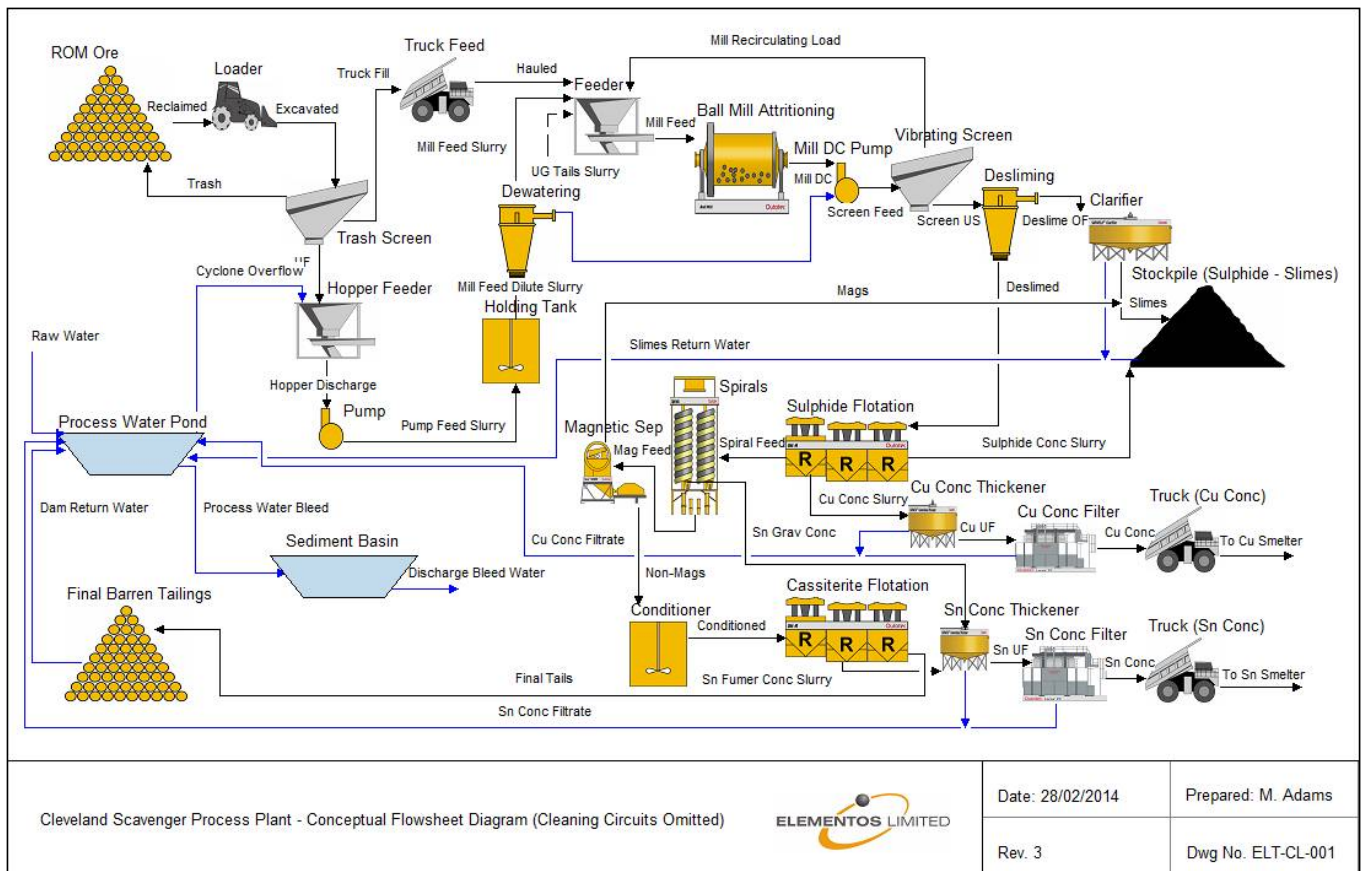 Mill Recirculating Load
ROM Ore
Truck Feed
Loader
Truck Fill
Hauled
Feeder
Reclaimed
Excavated
Mill Feed
Ball Mill Attritioning
Vibrating Screen
Mill Feed Slurry
Mill DC Pump
UG Tails Slurry
Mill DC
Desliming
Trash
Dewatering
Outotec
Screen Feed
Screen US
Deslime OF
Clarifier
Trash Screen
Cyclone Overflow
UF
Hopper Feeder
Mill Feed Dilute Slurry
Holding Tank
Mags
Deslimed
Stockpile (Sulphide - Slimes)
Slimes
Raw Water
Slimes Return Water
Hopper Discharge
Spirals
Process Water Pond
Pump
Pump Feed Slurry
Magnetic Sep
Mag Feed
Spiral Feed
Sulphide Flotation
Outotec
R R R
Sulphide Conc Slurry
Dam Return Water
Process Water Bleed
Cu Conc Slurry
Cu Conc Thickener
Truck (Cu Conc)
Cu Conc Filter
Sn Grav Conc
Cu UF
Cu Conc
To Cu Smelter
Cu Conc Filtrate
Sediment Basin
Discharge Bleed Water
Non-Mags
Final Barren Tailings
Conditioner
Conditioned
Cassiterite Flotation
Outotec
R R R
Sn Conc Thickener
Sn Conc Filter
Truck (Sn Conc)
Sn UF
Sn Conc
To Sn Smelter
Final Tails
Sn Fumer Conc Slurry
Sn Conc Filtrate
Cleveland Scavenger Process Plant - Conceptual Flowsheet Diagram (Cleaning Circuits Omitted)
ELEMENTOS LIMITED
Date: 28/02/2014
Prepared: M. Adams
Rev. 3
Dwg No. ELT-CL-001